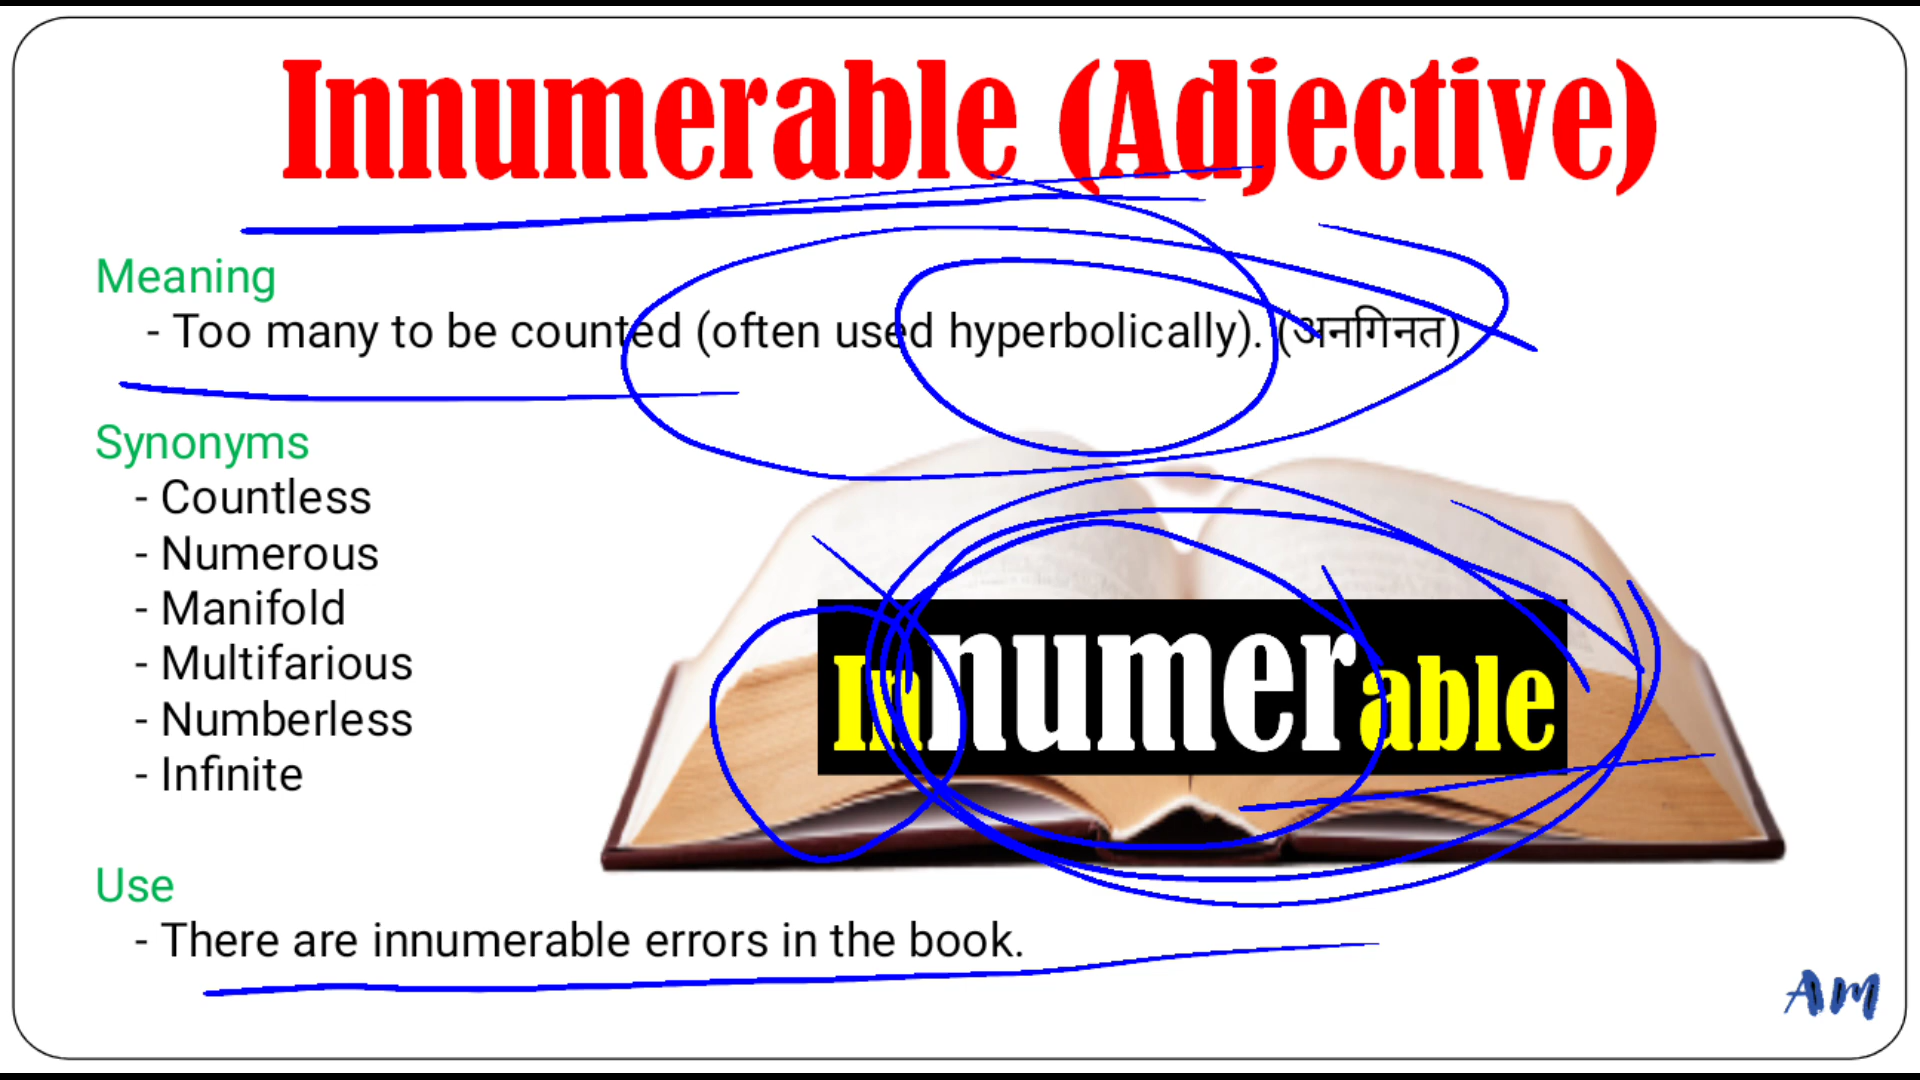 Innumerable (Adjective)
Meaning
- Too many to be counted (often used hyperbolically). (अनगिनत)
Synonyms
- Countless
- Numerous
- Manifold
- Multifarious
- Numberless
- Infinite
Innumerable
Use
- There are innumerable errors in the book.
AM